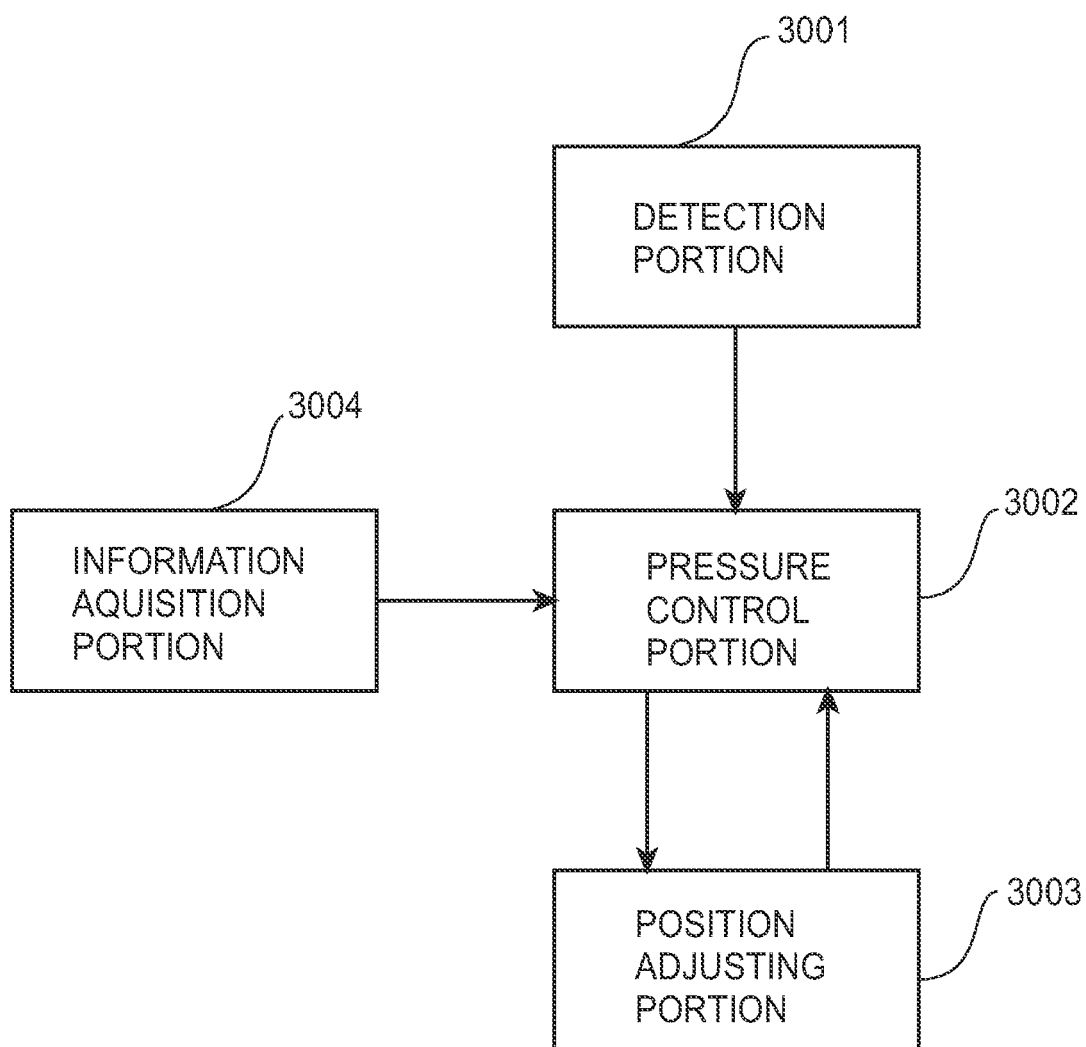 3001
DETECTION
PORTION
3004
3002
INFORMATION
AQUISITION
PORTION
PRESSURE
CONTROL
PORTION
3003
POSITION
ADJUSTING
PORTION